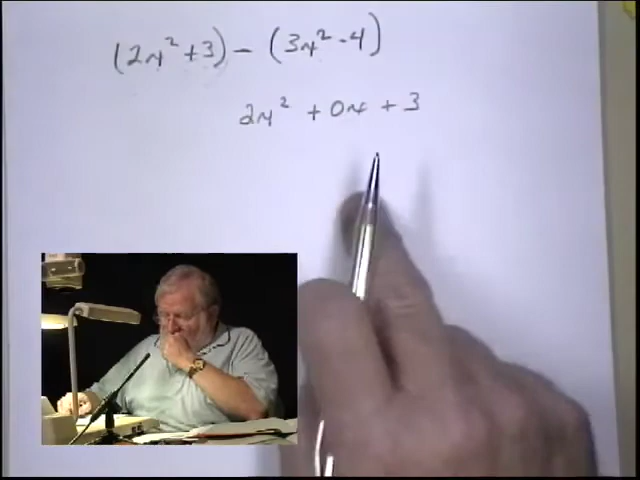 (2x² + 3) - (3x² - 4)
2x² + 0x + 3